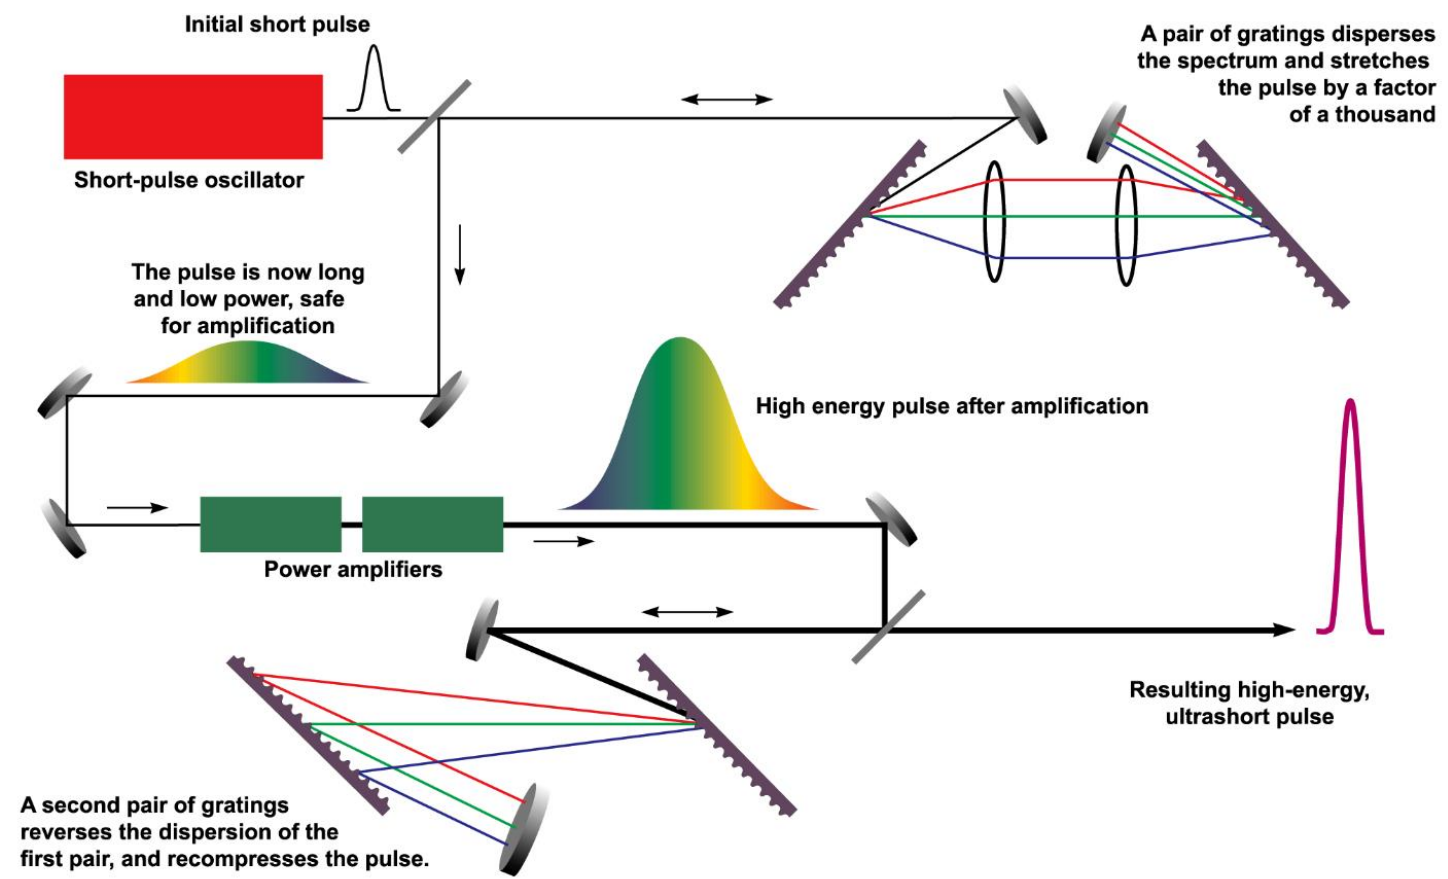 Initial short pulse
A pair of gratings disperses
the spectrum and stretches
the pulse by a factor
of a thousand
Short-pulse oscillator
The pulse is now long
and low power, safe
for amplification
High energy pulse after amplification
Power amplifiers
Resulting high-energy,
ultrashort pulse
A second pair of gratings
reverses the dispersion of the
first pair, and recompresses the pulse.